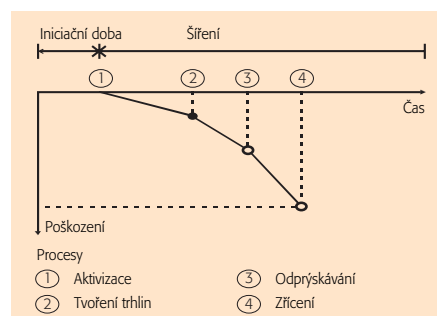 Iniciační doba Šíření
1 2 3 4
Čas
Poškození
Procesy
1 Aktivizace 3 Odprýskávání
2 Tvoření trhlin 4 Zřícení